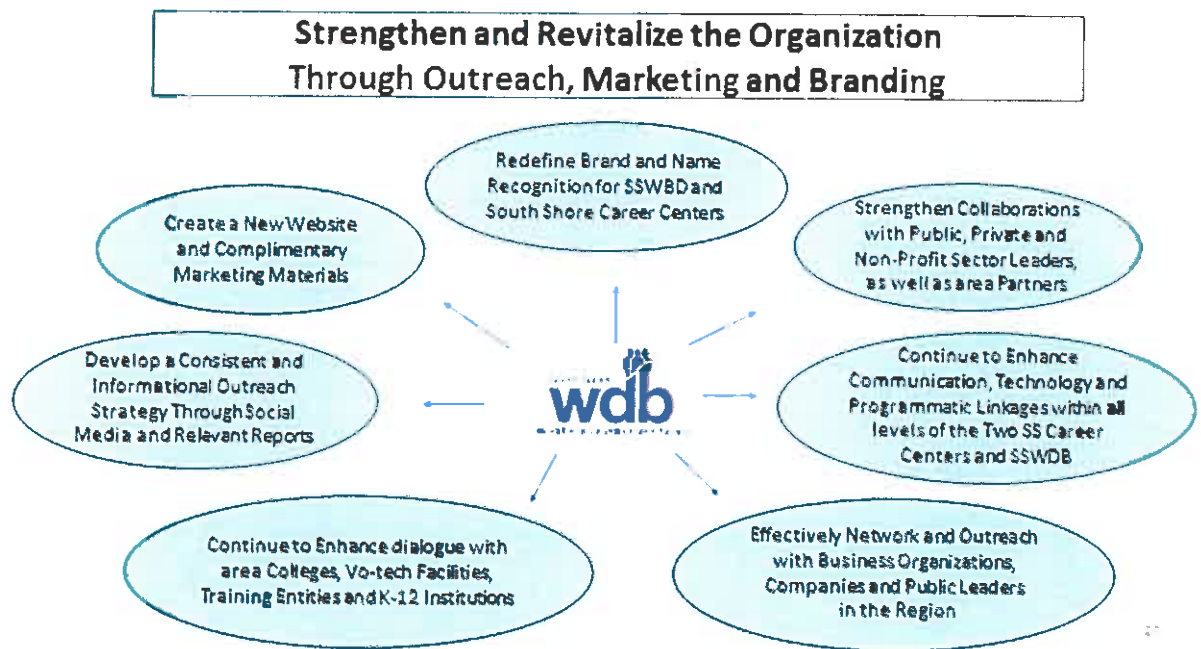 Strengthen and Revitalize the Organization
Through Outreach, Marketing and Branding
Redefine Brand and Name
Recognition for SSWBD and
South Shore Career Centers
Create a New Website
and Complimentary
Marketing Materials
Strengthen Collaborations
with Public, Private and
Non-Profit Sector Leaders,
as well as area Partners
Develop a Consistent and
Informational Outreach
Strategy Through Social
Media and Relevant Reports
wdb
Continue to Enhance
Communication, Technology and
Programmatic Linkages within all
levels of the Two SS Career
Centers and SSWDB
Continue to Enhance dialogue with
area Colleges, Vo-tech Facilities,
Training Entities and K-12 Institutions
Effectively Network and Outreach
with Business Organizations,
Companies and Public Leaders
in the Region